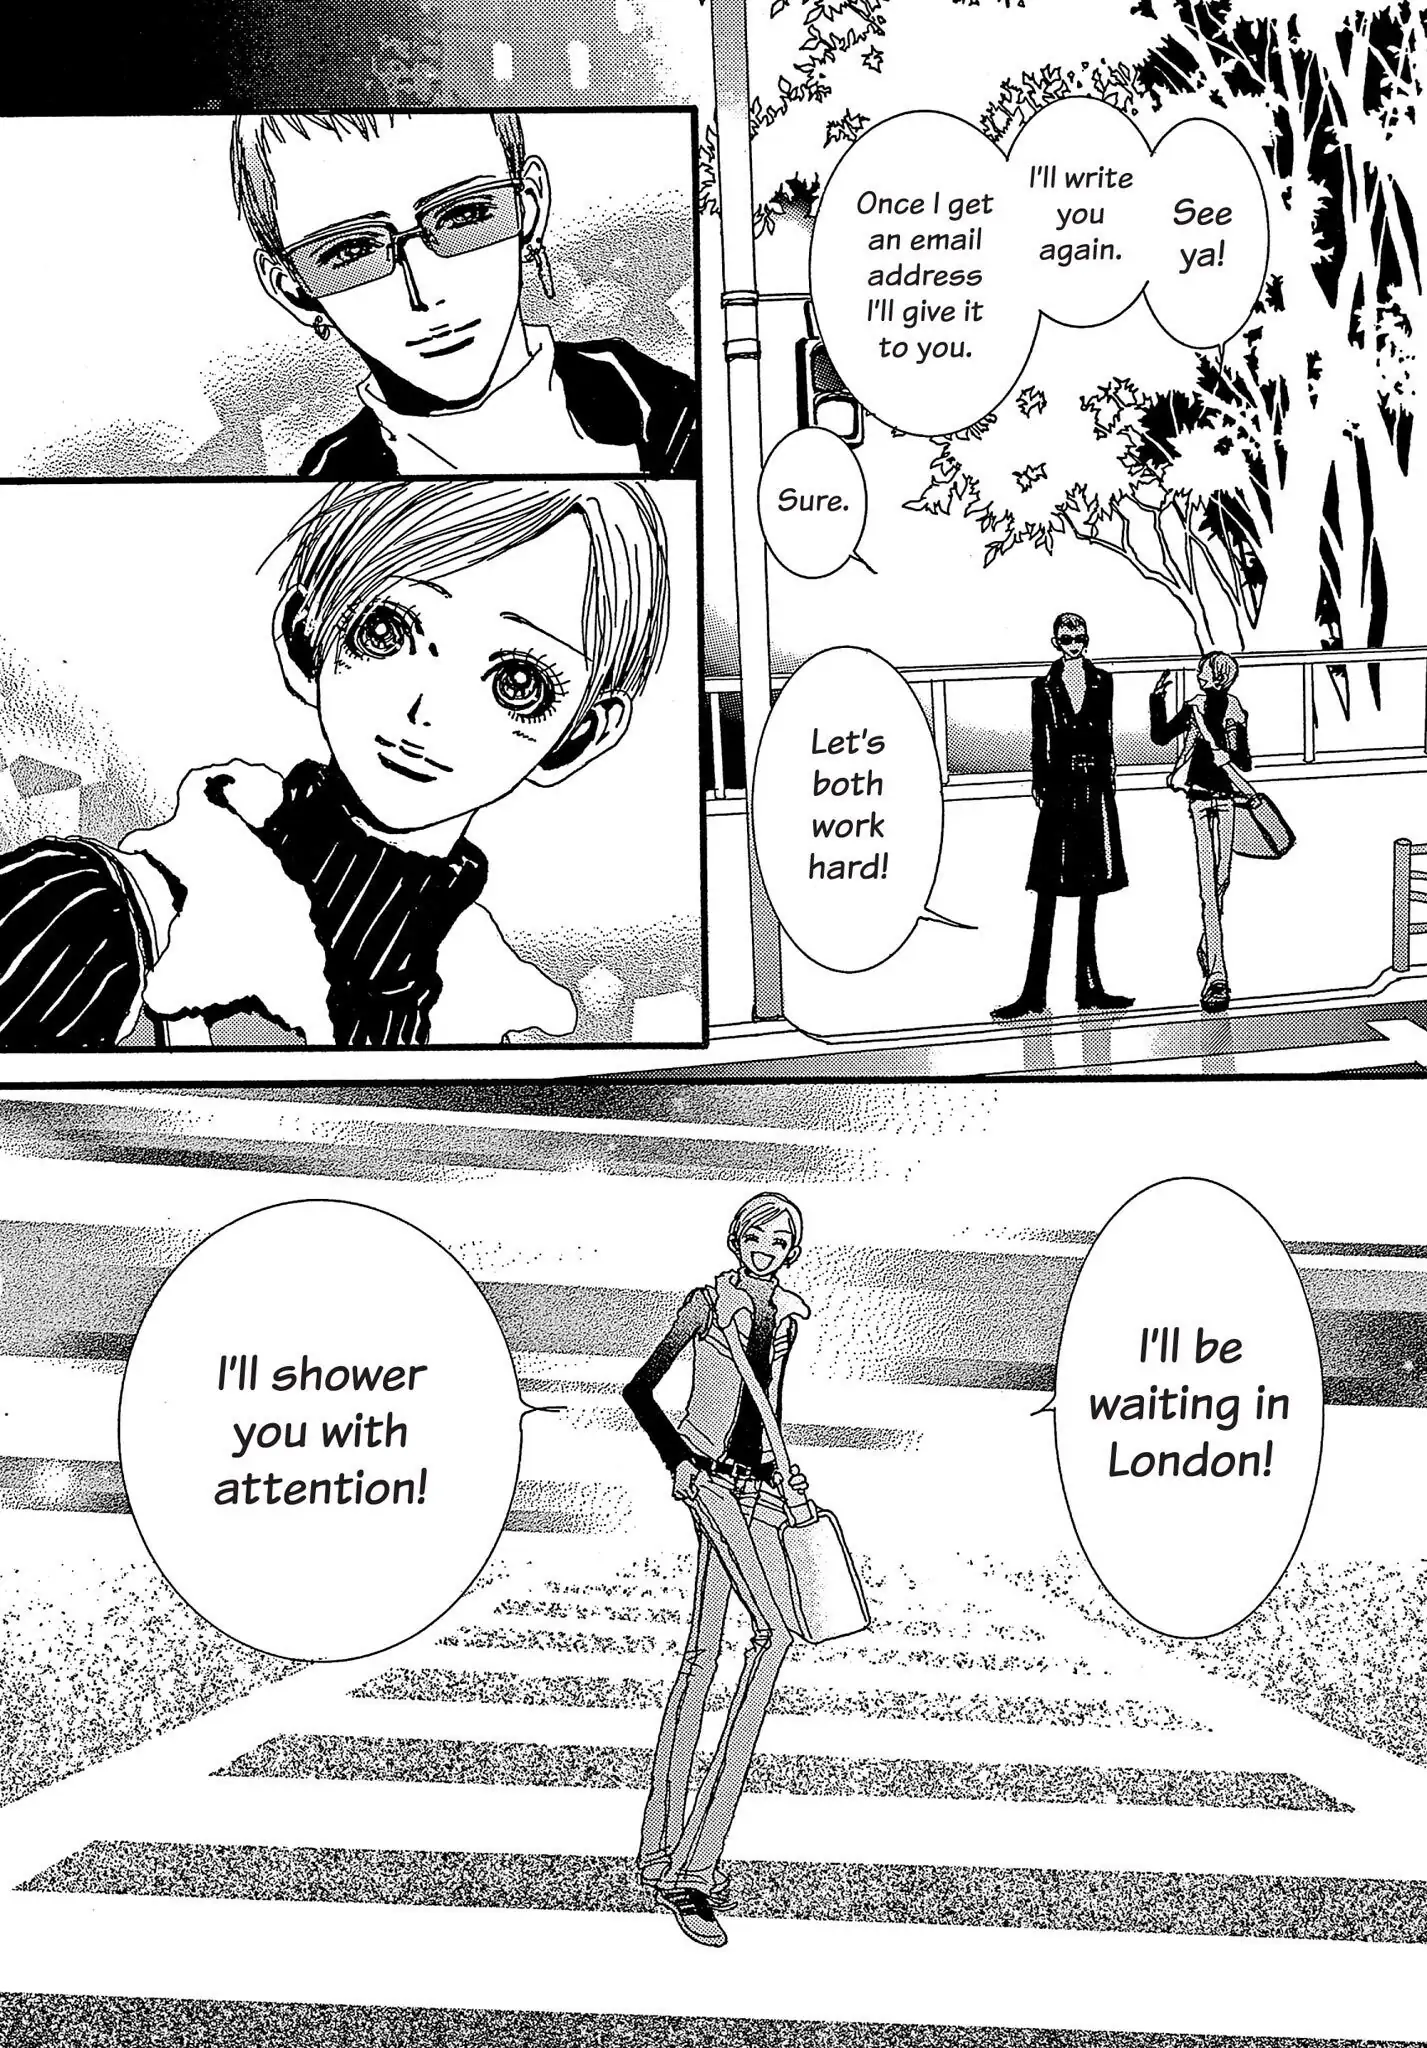 See
ya!
I'll write
you
again.
Once I get
an email
address
I'll give it
to you.
Sure.
Let's
both
work
hard!
I'll be
waiting in
London!
I'll shower
you with
attention!